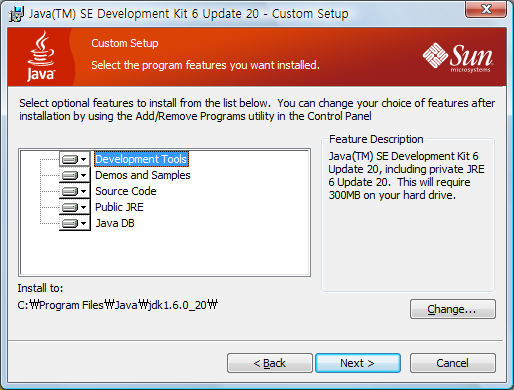 Java(TM) SE Development Kit 6 Update 20 - Custom Setup
Java
Custom Setup
Select the program features you want installed.
Sun
microsystems
Select optional features to install from the list below.  You can change your choice of features after
installation by using the Add/Remove Programs utility in the Control Panel
Development Tools
Demos and Samples
Source Code
Public JRE
Java DB
Feature Description
Java(TM) SE Development Kit 6
Update 20, including private JRE
6 Update 20.  This will require
300MB on your hard drive.
Install to:
C:₩Program Files₩Java₩jdk1.6.0_20₩
Change...
< Back
Next >
Cancel